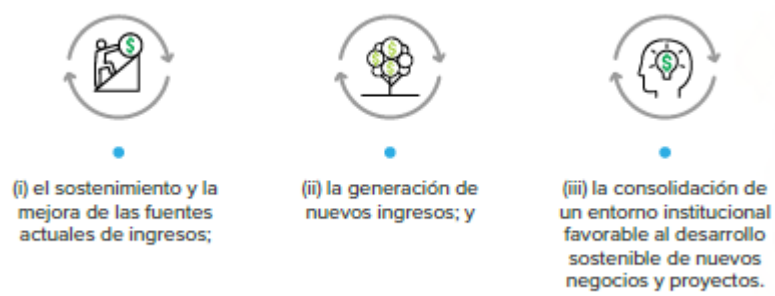 (i) el sostenimiento y la
mejora de las fuentes
actuales de ingresos;
(ii) la generación de
nuevos ingresos; y
(iii) la consolidación de
un entorno institucional
favorable al desarrollo
sostenible de nuevos
negocios y proyectos.